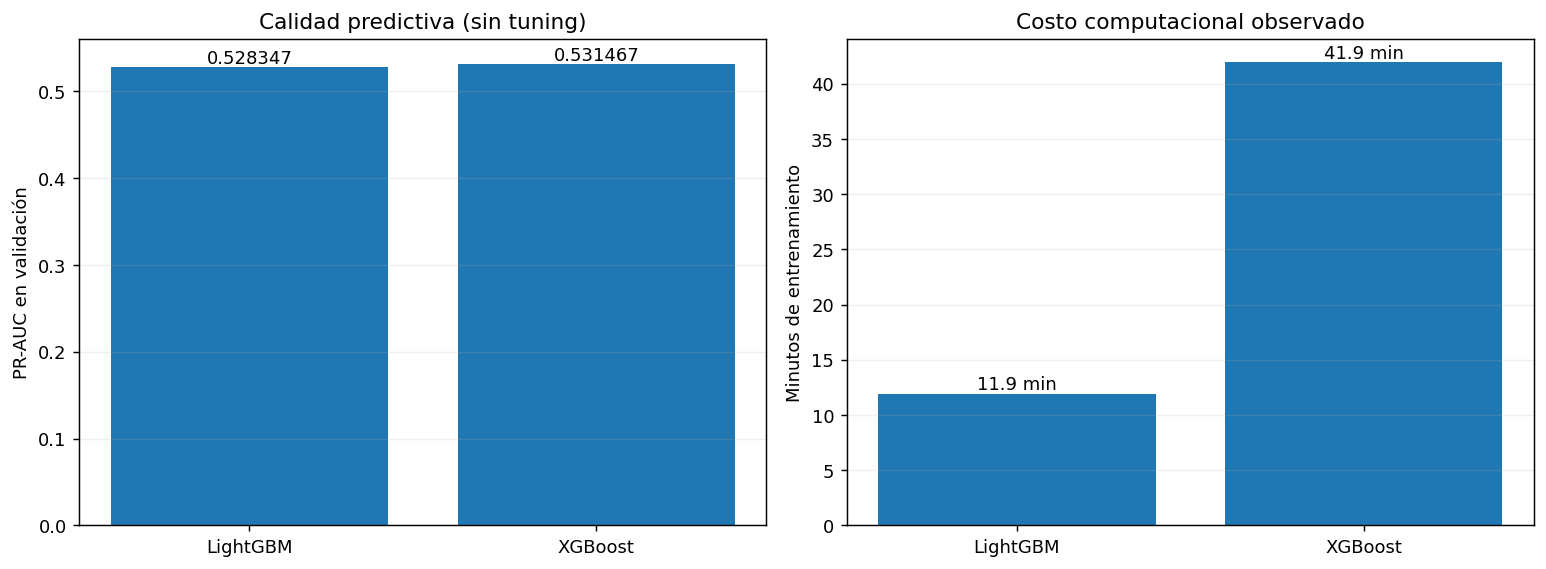 Calidad predictiva (sin tuning)
PR-AUC en validación
0.5
0.4
0.3
0.2
0.1
0.0
0.528347
0.531467
LightGBM
XGBoost
Costo computacional observado
Minutos de entrenamiento
40
35
30
25
20
15
10
5
0
11.9 min
41.9 min
LightGBM
XGBoost